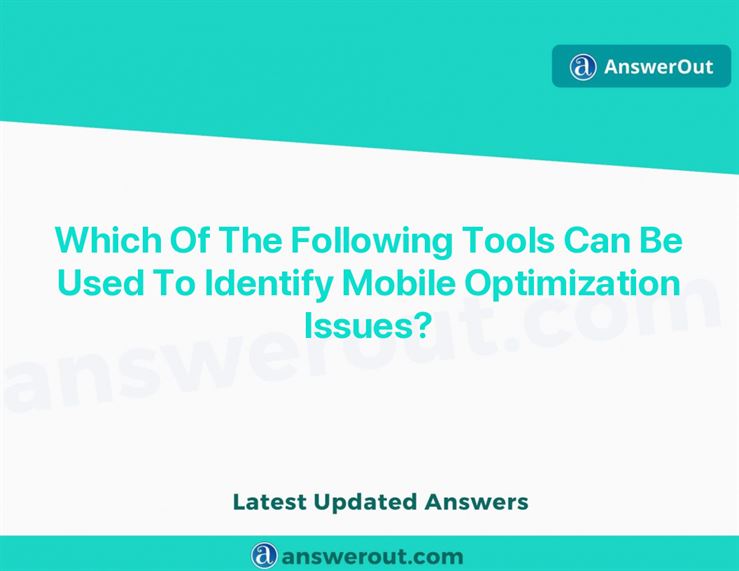 AnswerOut
Which Of The Following Tools Can Be
Used To Identify Mobile Optimization
Issues?
answerout.com
Latest Updated Answers
answerout.com